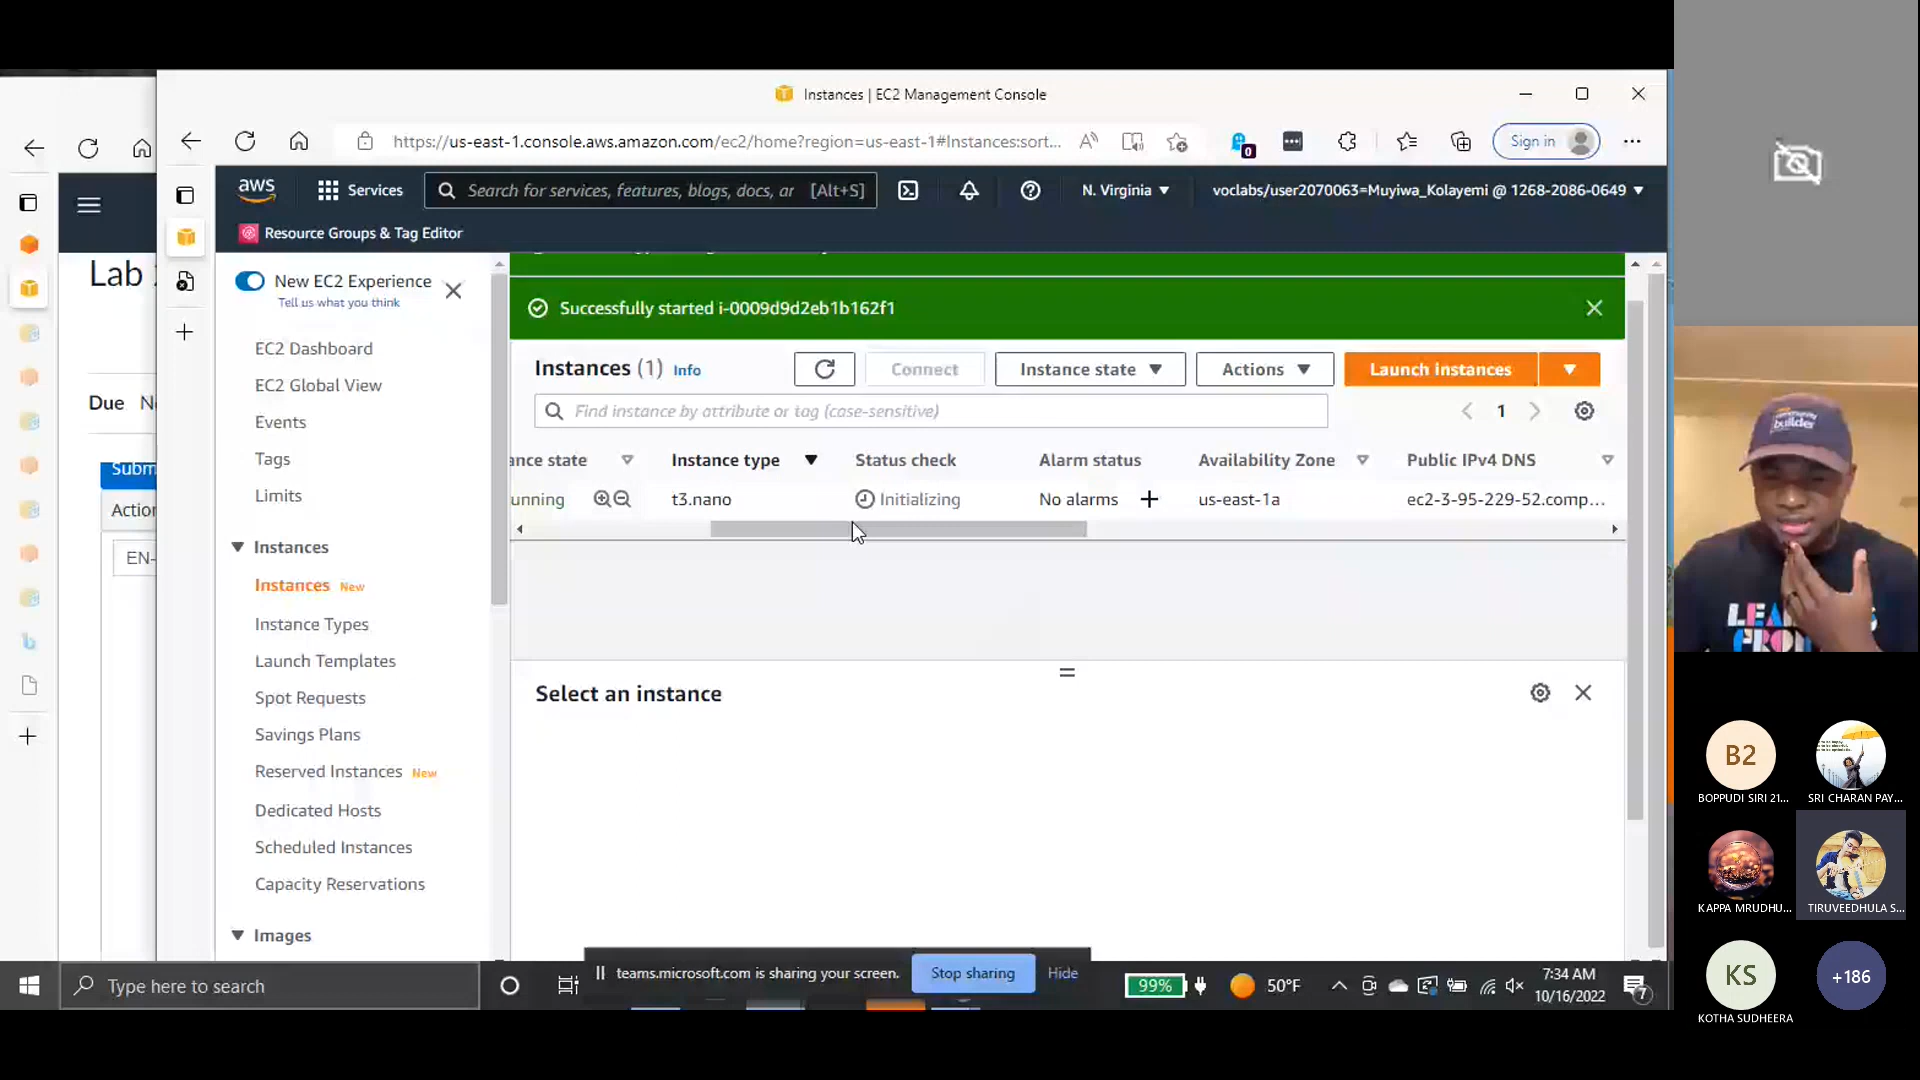 Instances | EC2 Management Console
https://us-east-1.console.aws.amazon.com/ec2/home?region=us-east-1#Instances:sort...
0
Sign in
aws
Services
Search for services, features, blogs, docs, ar
[Alt+S]
N. Virginia
voclabs/user2070063=Muyiwa_Kolayemi @ 1268-2086-0649
Resource Groups & Tag Editor
Lab
Due
Subm
Action
EN-
New EC2 Experience
Tell us what you think
EC2 Dashboard
EC2 Global View
Events
Tags
Limits
Instances
Instances New
Instance Types
Launch Templates
Spot Requests
Savings Plans
Reserved Instances New
Dedicated Hosts
Scheduled Instances
Capacity Reservations
Images
Successfully started i-0009d9d2eb1b162f1
Instances (1) Info
Connect
Instance state
Actions
Launch instances
Find instance by attribute or tag (case-sensitive)
1
ance state
Instance type
Status check
Alarm status
Availability Zone
Public IPv4 DNS
unning
t3.nano
Initializing
No alarms
us-east-1a
ec2-3-95-229-52.comp...
Select an instance
teams.microsoft.com is sharing your screen.
Stop sharing
Hide
Type here to search
99%
50°F
7:34 AM
10/16/2022
7
builder
B2
BOPPUDI SIRI 21...
SRI CHARAN PAY...
KAPPA MRUDHU...
TIRUVEEDHULA S...
KS
KOTHA SUDHEERA
+186